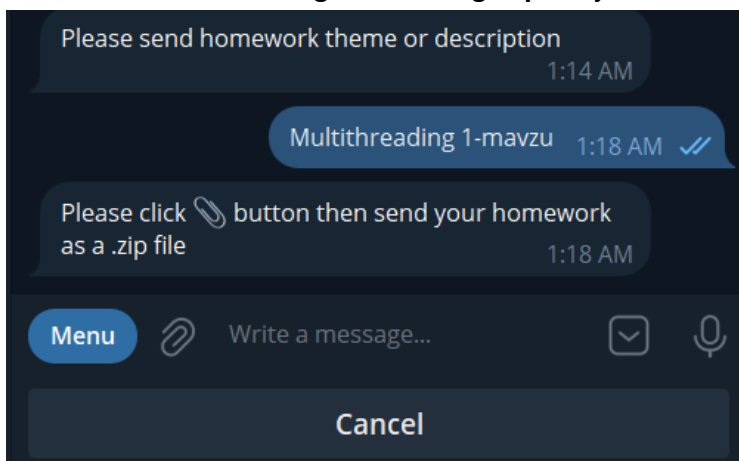 Please send homework theme or description
1:14 AM
Multithreading 1-mavzu 1:18 AM
Please click 📎 button then send your homework
as a .zip file
1:18 AM
Menu Write a message...
Cancel